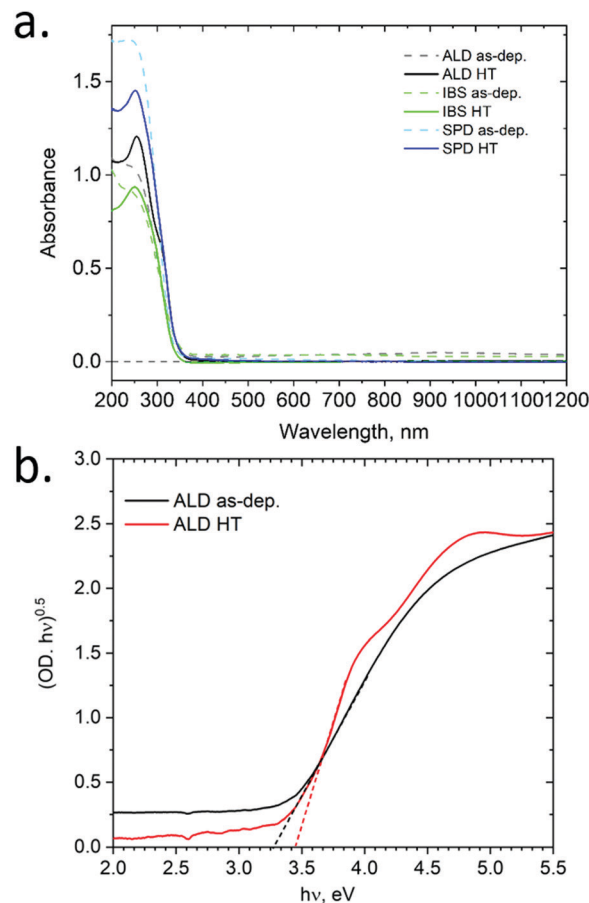 a.
2.0
1.5
1.0
0.5
0.0
Absorbance
ALD as-dep.
ALD HT
IBS as-dep.
IBS HT
SPD as-dep.
SPD HT
200 300 400 500 600 700 800 900 1000 1100 1200
Wavelength, nm
b.
3.0
2.5
2.0
1.5
1.0
0.5
0.0
(OD. hν)^0.5
ALD as-dep.
ALD HT
2.0 2.5 3.0 3.5 4.0 4.5 5.0 5.5
hν, eV